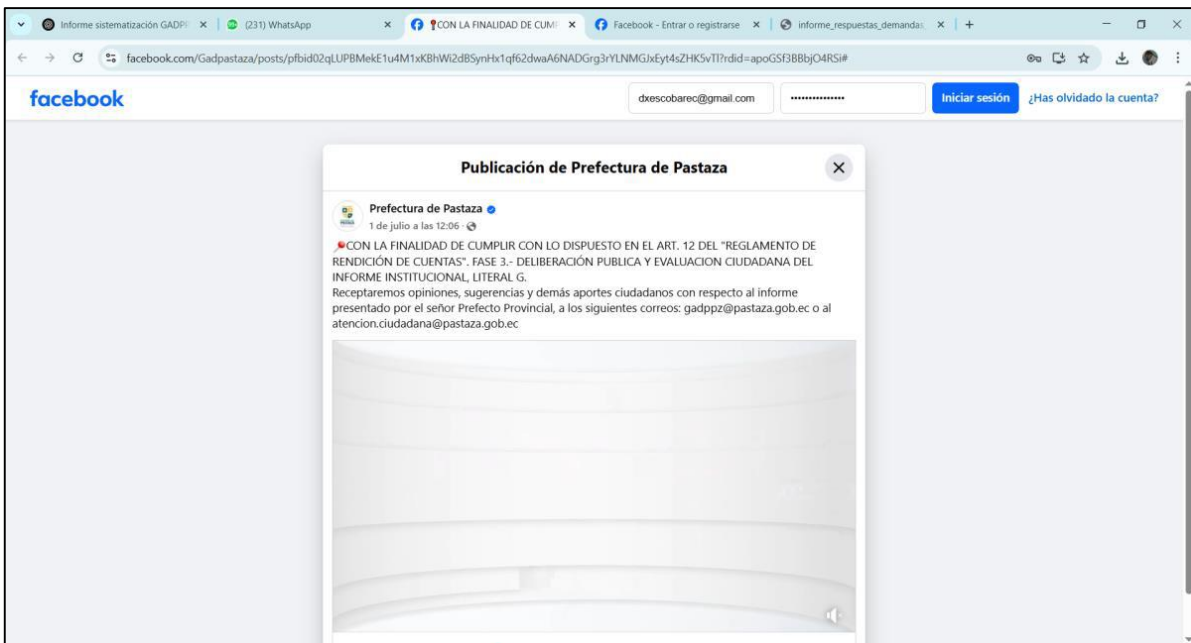 Informe sistematización GADPF
(231) WhatsApp
CON LA FINALIDAD DE CUMP
Facebook - Entrar o registrarse
informe_respuestas_demandas
facebook.com/Gadpastaza/posts/pfbid02qLUPBMekE1u4M1xKBhWi2dBSynHx1qf62dwaA6NADGrg3rYLNMGJxEyt4sZHK5vTl?rdid=apoGSf3BBbjO4RSi#
facebook
dxescobarec@gmail.com
Iniciar sesión
¿Has olvidado la cuenta?
Publicación de Prefectura de Pastaza
Prefectura de Pastaza
1 de julio a las 12:06 ·
CON LA FINALIDAD DE CUMPLIR CON LO DISPUESTO EN EL ART. 12 DEL "REGLAMENTO DE
RENDICIÓN DE CUENTAS". FASE 3.- DELIBERACIÓN PUBLICA Y EVALUACION CIUDADANA DEL
INFORME INSTITUCIONAL, LITERAL G.
Receptaremos opiniones, sugerencias y demás aportes ciudadanos con respecto al informe
presentado por el señor Prefecto Provincial, a los siguientes correos: gadppz@pastaza.gob.ec o al
atencion.ciudadana@pastaza.gob.ec